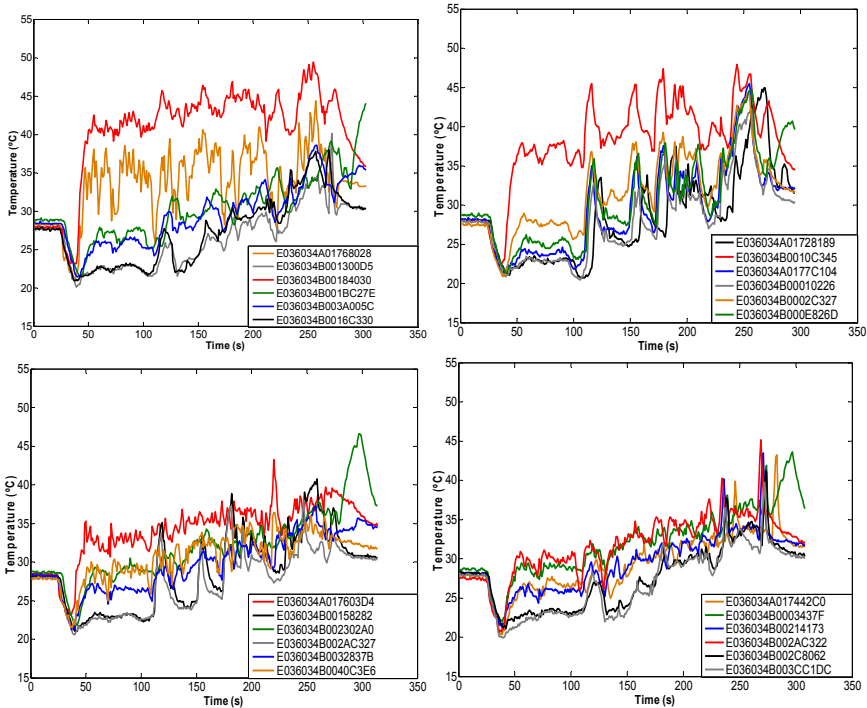 55
50
45
40
35
30
25
20
15
Temperature (ºC)
0
50
100
150
200
250
300
350
Time (s)
E036034A01768028
E036034B001300D5
E036034B00184030
E036034B001BC27E
E036034B003A005C
E036034B0016C330
55
50
45
40
35
30
25
20
15
Temperature (ºC)
0
50
100
150
200
250
300
350
Time (s)
E036034A01728189
E036034B0010C345
E036034A0177C104
E036034B00010226
E036034B0002C327
E036034B000E826D
55
50
45
40
35
30
25
20
15
Temperature (ºC)
0
50
100
150
200
250
300
350
400
Time (s)
E036034A017603D4
E036034B00158282
E036034B002302A0
E036034B002AC327
E036034B0032837B
E036034B0040C3E6
55
50
45
40
35
30
25
20
15
Temperature (ºC)
0
50
100
150
200
250
300
350
Time (s)
E036034A017442C0
E036034B0003437F
E036034B00214173
E036034B002AC322
E036034B002C8062
E036034B003CC1DC